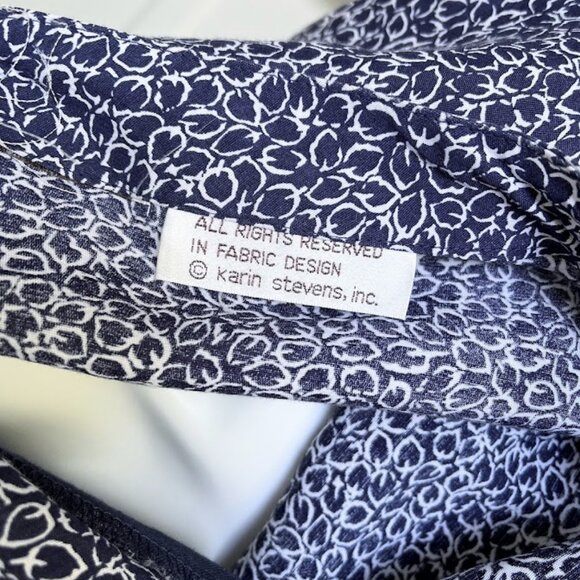 ALL RIGHTS RESERVED
IN FABRIC DESIGN
© karin stevens, inc.